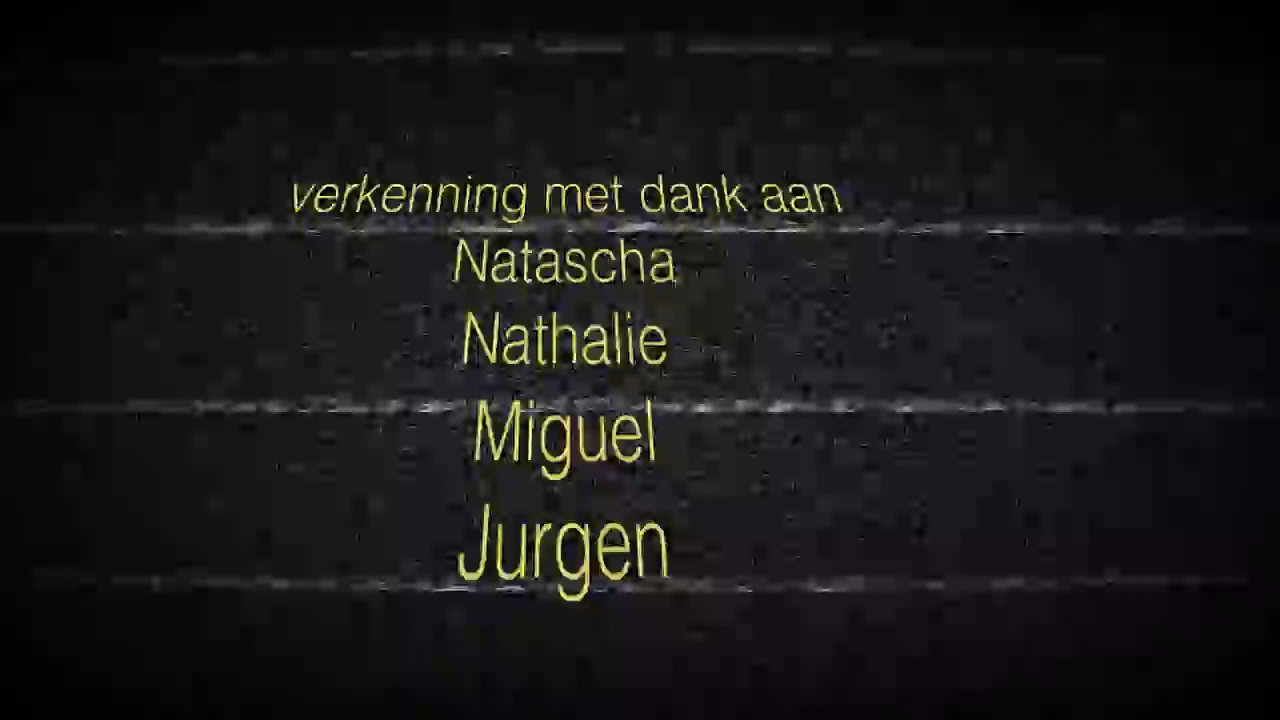 verkenning met dank aan
Natascha
Nathalie
Miguel
Jurgen